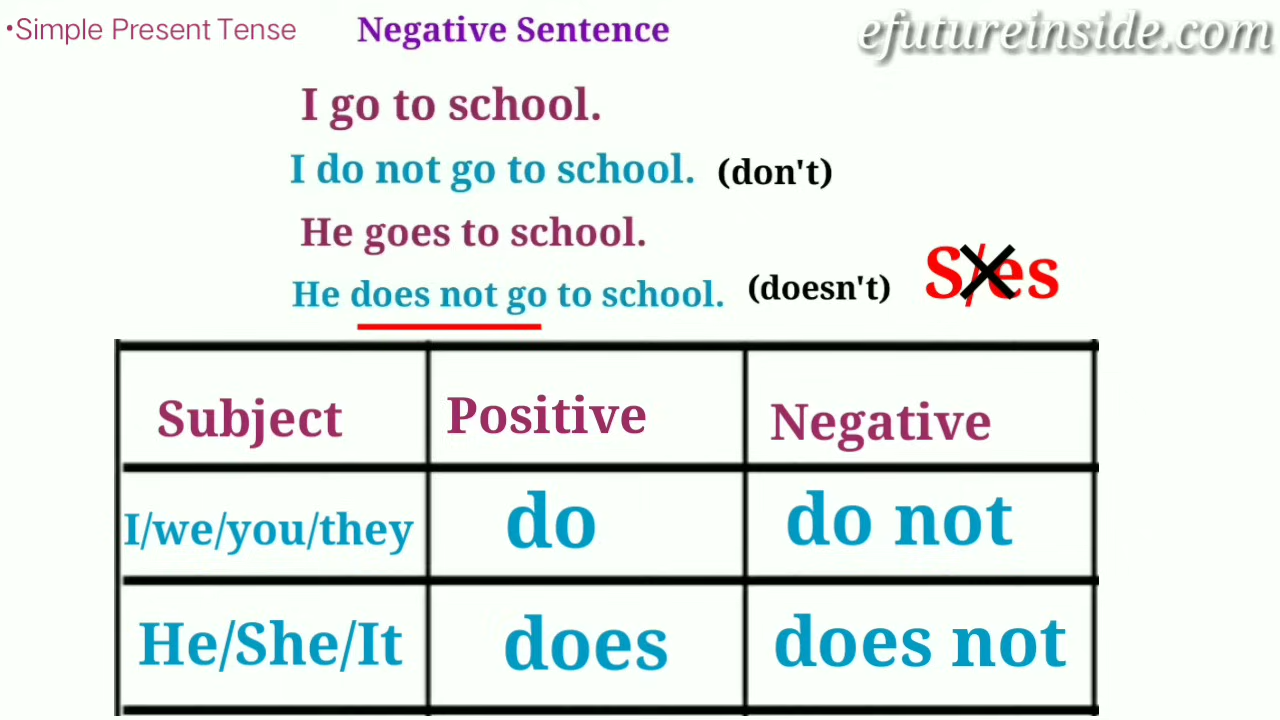 •Simple Present Tense
Negative Sentence
efutureinside.com
I go to school.
I do not go to school. (don't)
He goes to school.
He does not go to school. (doesn't)
S/es
Subject Positive Negative
I/we/you/they do do not
He/She/It does does not